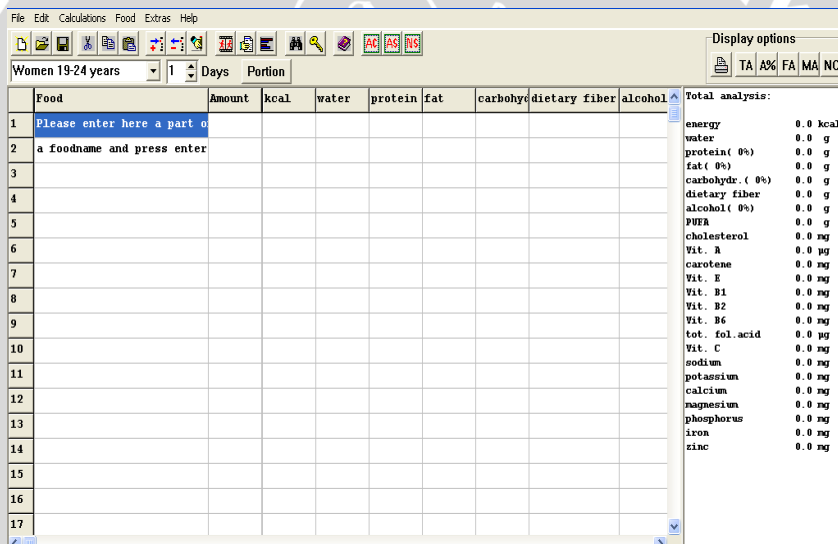 File Edit Calculations Food Extras Help
AC AS NS
Display options
Women 19-24 years 1 Days Portion
TA A% FA MA NC
Food Amount kcal water protein fat carbohyd dietary fiber alcohol
1 Please enter here a part o
2 a foodname and press enter
3
4
5
6
7
8
9
10
11
12
13
14
15
16
17
Total analysis:
energy 0.0 kcal
water 0.0 g
protein( 0%) 0.0 g
fat( 0%) 0.0 g
carbohydr.( 0%) 0.0 g
dietary fiber 0.0 g
alcohol( 0%) 0.0 g
PUFA 0.0 g
cholesterol 0.0 mg
Vit. A 0.0 µg
carotene 0.0 mg
Vit. E 0.0 mg
Vit. B1 0.0 mg
Vit. B2 0.0 mg
Vit. B6 0.0 mg
tot. fol.acid 0.0 µg
Vit. C 0.0 mg
sodium 0.0 mg
potassium 0.0 mg
calcium 0.0 mg
magnesium 0.0 mg
phosphorus 0.0 mg
iron 0.0 mg
zinc 0.0 mg